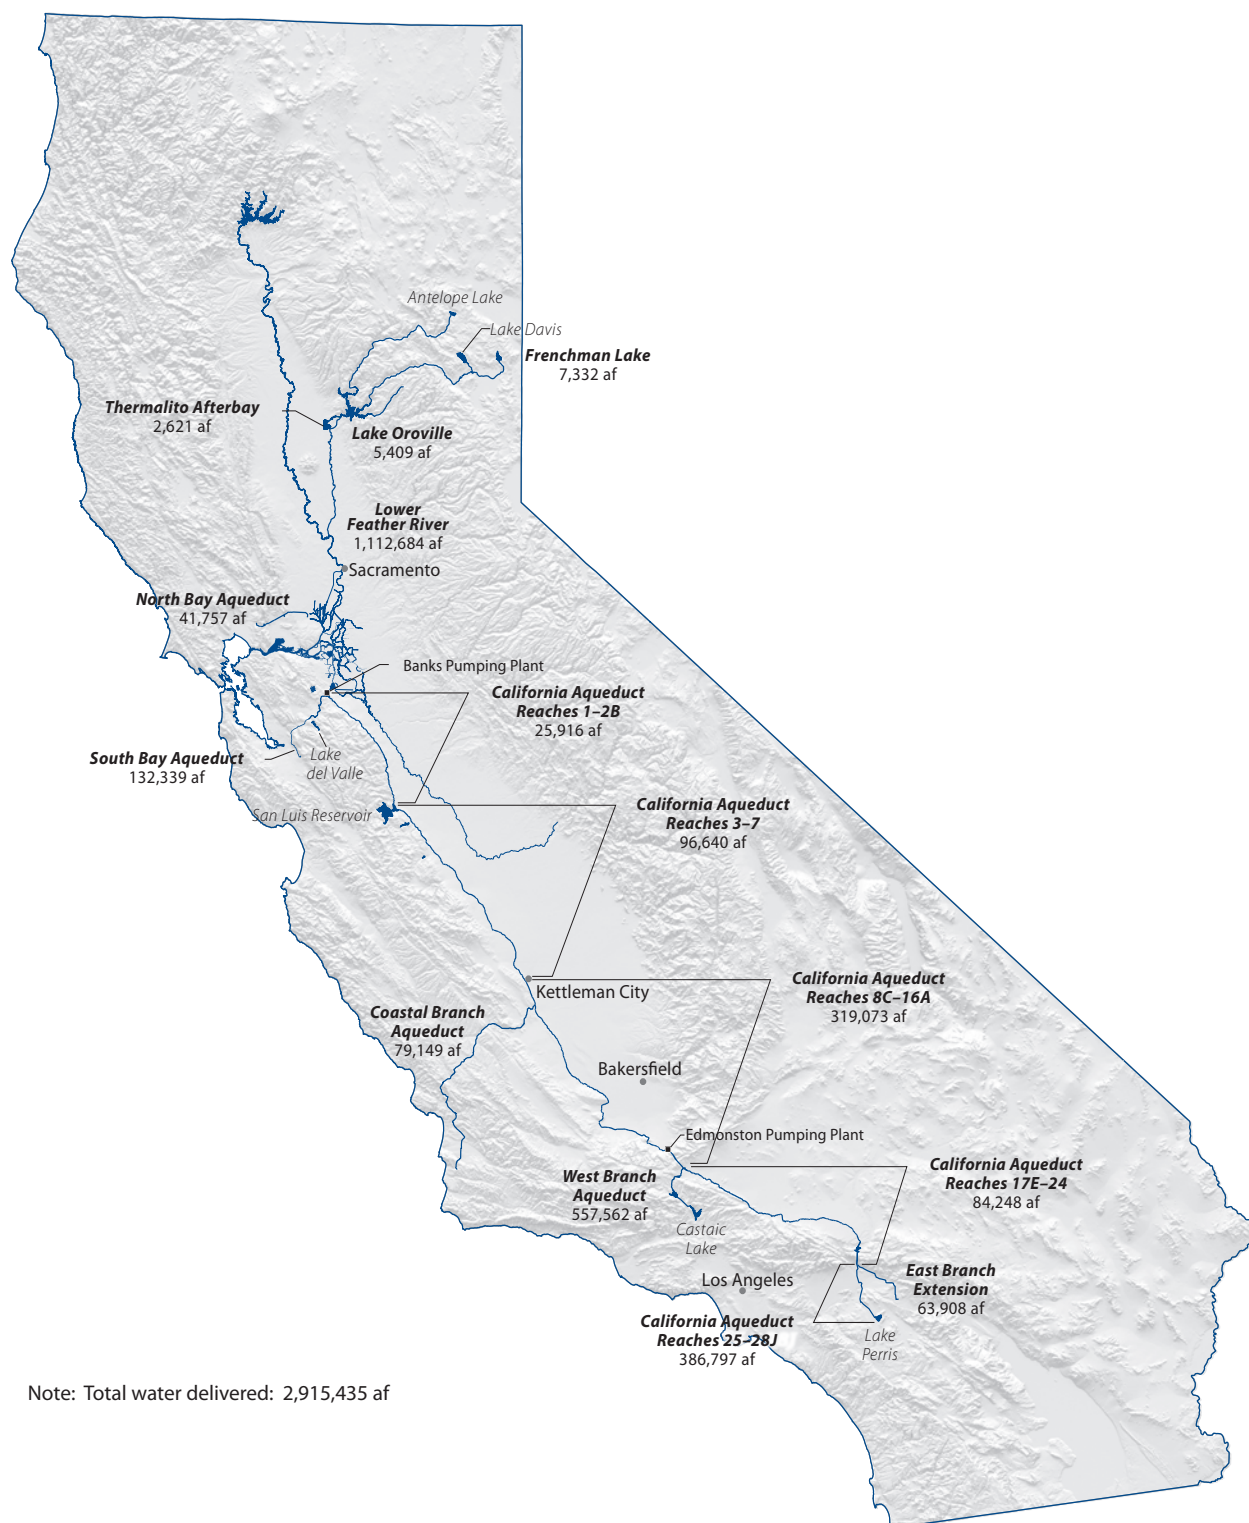 Antelope Lake
Lake Davis
Frenchman Lake
7,332 af
Thermalito Afterbay
2,621 af
Lake Oroville
5,409 af
Lower
Feather River
1,112,684 af
Sacramento
North Bay Aqueduct
41,757 af
Banks Pumping Plant
California Aqueduct
Reaches 1–2B
25,916 af
South Bay Aqueduct
132,339 af
Lake
del Valle
San Luis Reservoir
California Aqueduct
Reaches 3–7
96,640 af
Kettleman City
California Aqueduct
Reaches 8C–16A
319,073 af
Coastal Branch
Aqueduct
79,149 af
Bakersfield
Edmonston Pumping Plant
West Branch
Aqueduct
557,562 af
Castaic
Lake
California Aqueduct
Reaches 17E–24
84,248 af
Los Angeles
East Branch
Extension
63,908 af
California Aqueduct
Reaches 25–28J
386,797 af
Lake
Perris
Note: Total water delivered: 2,915,435 af